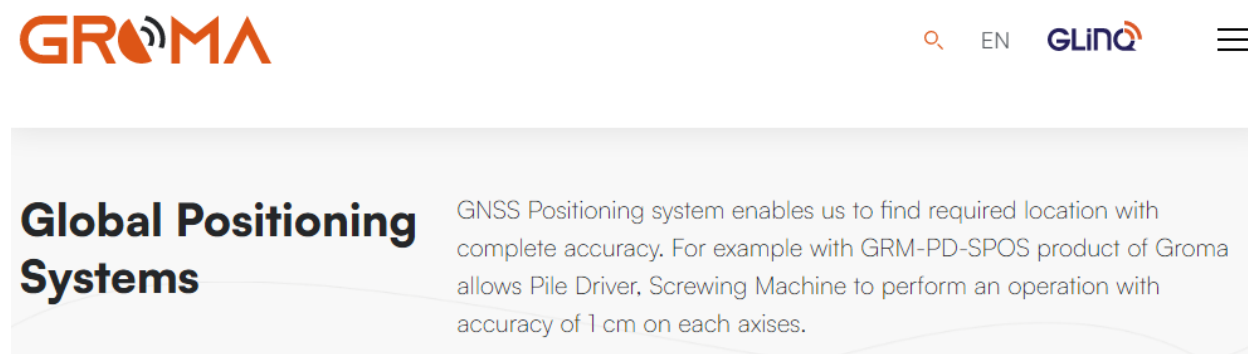 GROMA
EN
GLINQ
Global Positioning
Systems
GNSS Positioning system enables us to find required location with
complete accuracy. For example with GRM-PD-SPOS product of Groma
allows Pile Driver, Screwing Machine to perform an operation with
accuracy of 1 cm on each axises.